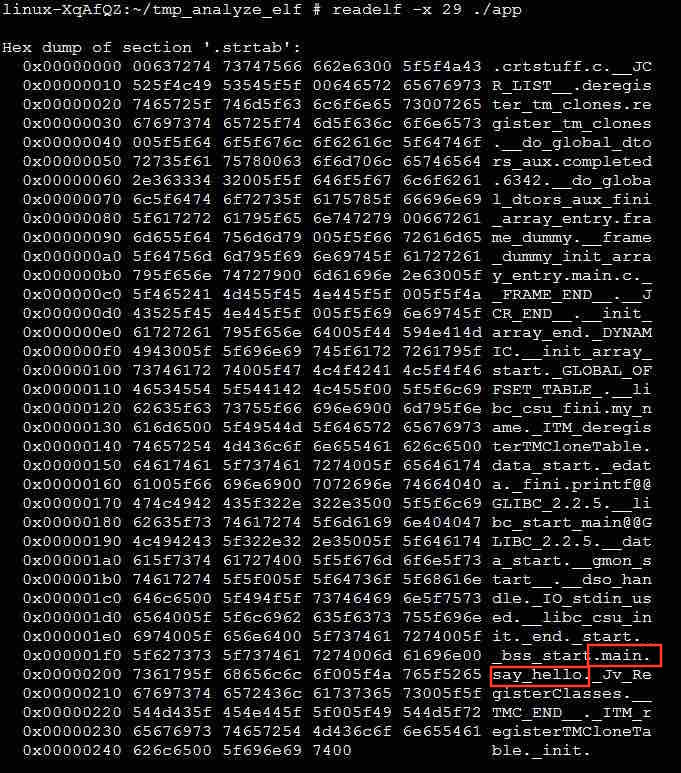 linux-XqAfQZ:~/tmp_analyze_elf # readelf -x 29 ./app
Hex dump of section '.strtab':
0x00000000 00637274 73747566 662e6300 5f5f4a43 .crtstuff.c.__JC
0x00000010 525f4c49 53545f5f 00646572 65676973 R_LIST__.deregis
0x00000020 7465725f 746d5f63 6c6f6e65 73007265 ter_tm_clones.re
0x00000030 67697374 65725f74 6d5f636c 6f6e6573 gister_tm_clones
0x00000040 005f5f64 6f5f676c 6f62616c 5f64746f .__do_global_dto
0x00000050 72735f61 75780063 6f6d706c 65746564 rs_aux.completed
0x00000060 2e363334 32005f5f 646f5f67 6c6f6261 .6342.__do_globa
0x00000070 6c5f6474 6f72735f 6175785f 66696e69 l_dtors_aux_fini
0x00000080 5f617272 61795f65 6e747279 00667261 _array_entry.fra
0x00000090 6d655f64 756d6d79 005f5f66 72616d65 me_dummy.__frame
0x000000a0 5f64756d 6d795f69 6e69745f 61727261 _dummy_init_arra
0x000000b0 795f656e 74727900 6d61696e 2e63005f y_entry.main.c._
0x000000c0 5f465241 4d455f45 4e445f5f 005f5f4a _FRAME_END__.__J
0x000000d0 43525f45 4e445f5f 005f5f69 6e69745f CR_END__.__init_
0x000000e0 61727261 795f656e 64005f44 594e414d array_end._DYNAM
0x000000f0 4943005f 5f696e69 745f6172 7261795f IC.__init_array_
0x00000100 73746172 74005f47 4c4f4241 4c5f4f46 start._GLOBAL_OF
0x00000110 46534554 5f544142 4c455f00 5f5f6c69 FSET_TABLE_.__li
0x00000120 62635f63 73755f66 696e6900 6d795f6e bc_csu_fini.my_n
0x00000130 616d6500 5f49544d 5f646572 65676973 ame._ITM_deregis
0x00000140 74657254 4d436c6f 6e655461 626c6500 terTMCloneTable.
0x00000150 64617461 5f737461 7274005f 65646174 data_start._edat
0x00000160 61005f66 696e6900 7072696e 74664040 a._fini.printf@@
0x00000170 474c4942 435f322e 322e3500 5f5f6c69 GLIBC_2.2.5.__li
0x00000180 62635f73 74617274 5f6d6169 6e404047 bc_start_main@@G
0x00000190 4c494243 5f322e32 2e35005f 5f646174 LIBC_2.2.5.__dat
0x000001a0 615f7374 61727400 5f5f676d 6f6e5f73 a_start.__gmon_s
0x000001b0 74617274 5f5f005f 5f64736f 5f68616e tart__.__dso_han
0x000001c0 646c6500 5f494f5f 73746469 6e5f7573 dle._IO_stdin_us
0x000001d0 6564005f 5f6c6962 635f6373 755f696e ed.__libc_csu_in
0x000001e0 6974005f 656e6400 5f737461 7274005f it._end._start._
0x000001f0 5f627373 5f737461 7274006d 61696e00 _bss_start.main.
0x00000200 7361795f 68656c6c 6f005f4a 765f5265 say_hello._Jv_Re
0x00000210 67697374 6572436c 61737365 73005f5f gisterClasses.__
0x00000220 544d435f 454e445f 5f005f49 544d5f72 TMC_END__._ITM_r
0x00000230 65676973 74657254 4d436c6f 6e655461 egisterTMCloneTa
0x00000240 626c6500 5f696e69 7400 ble._init.